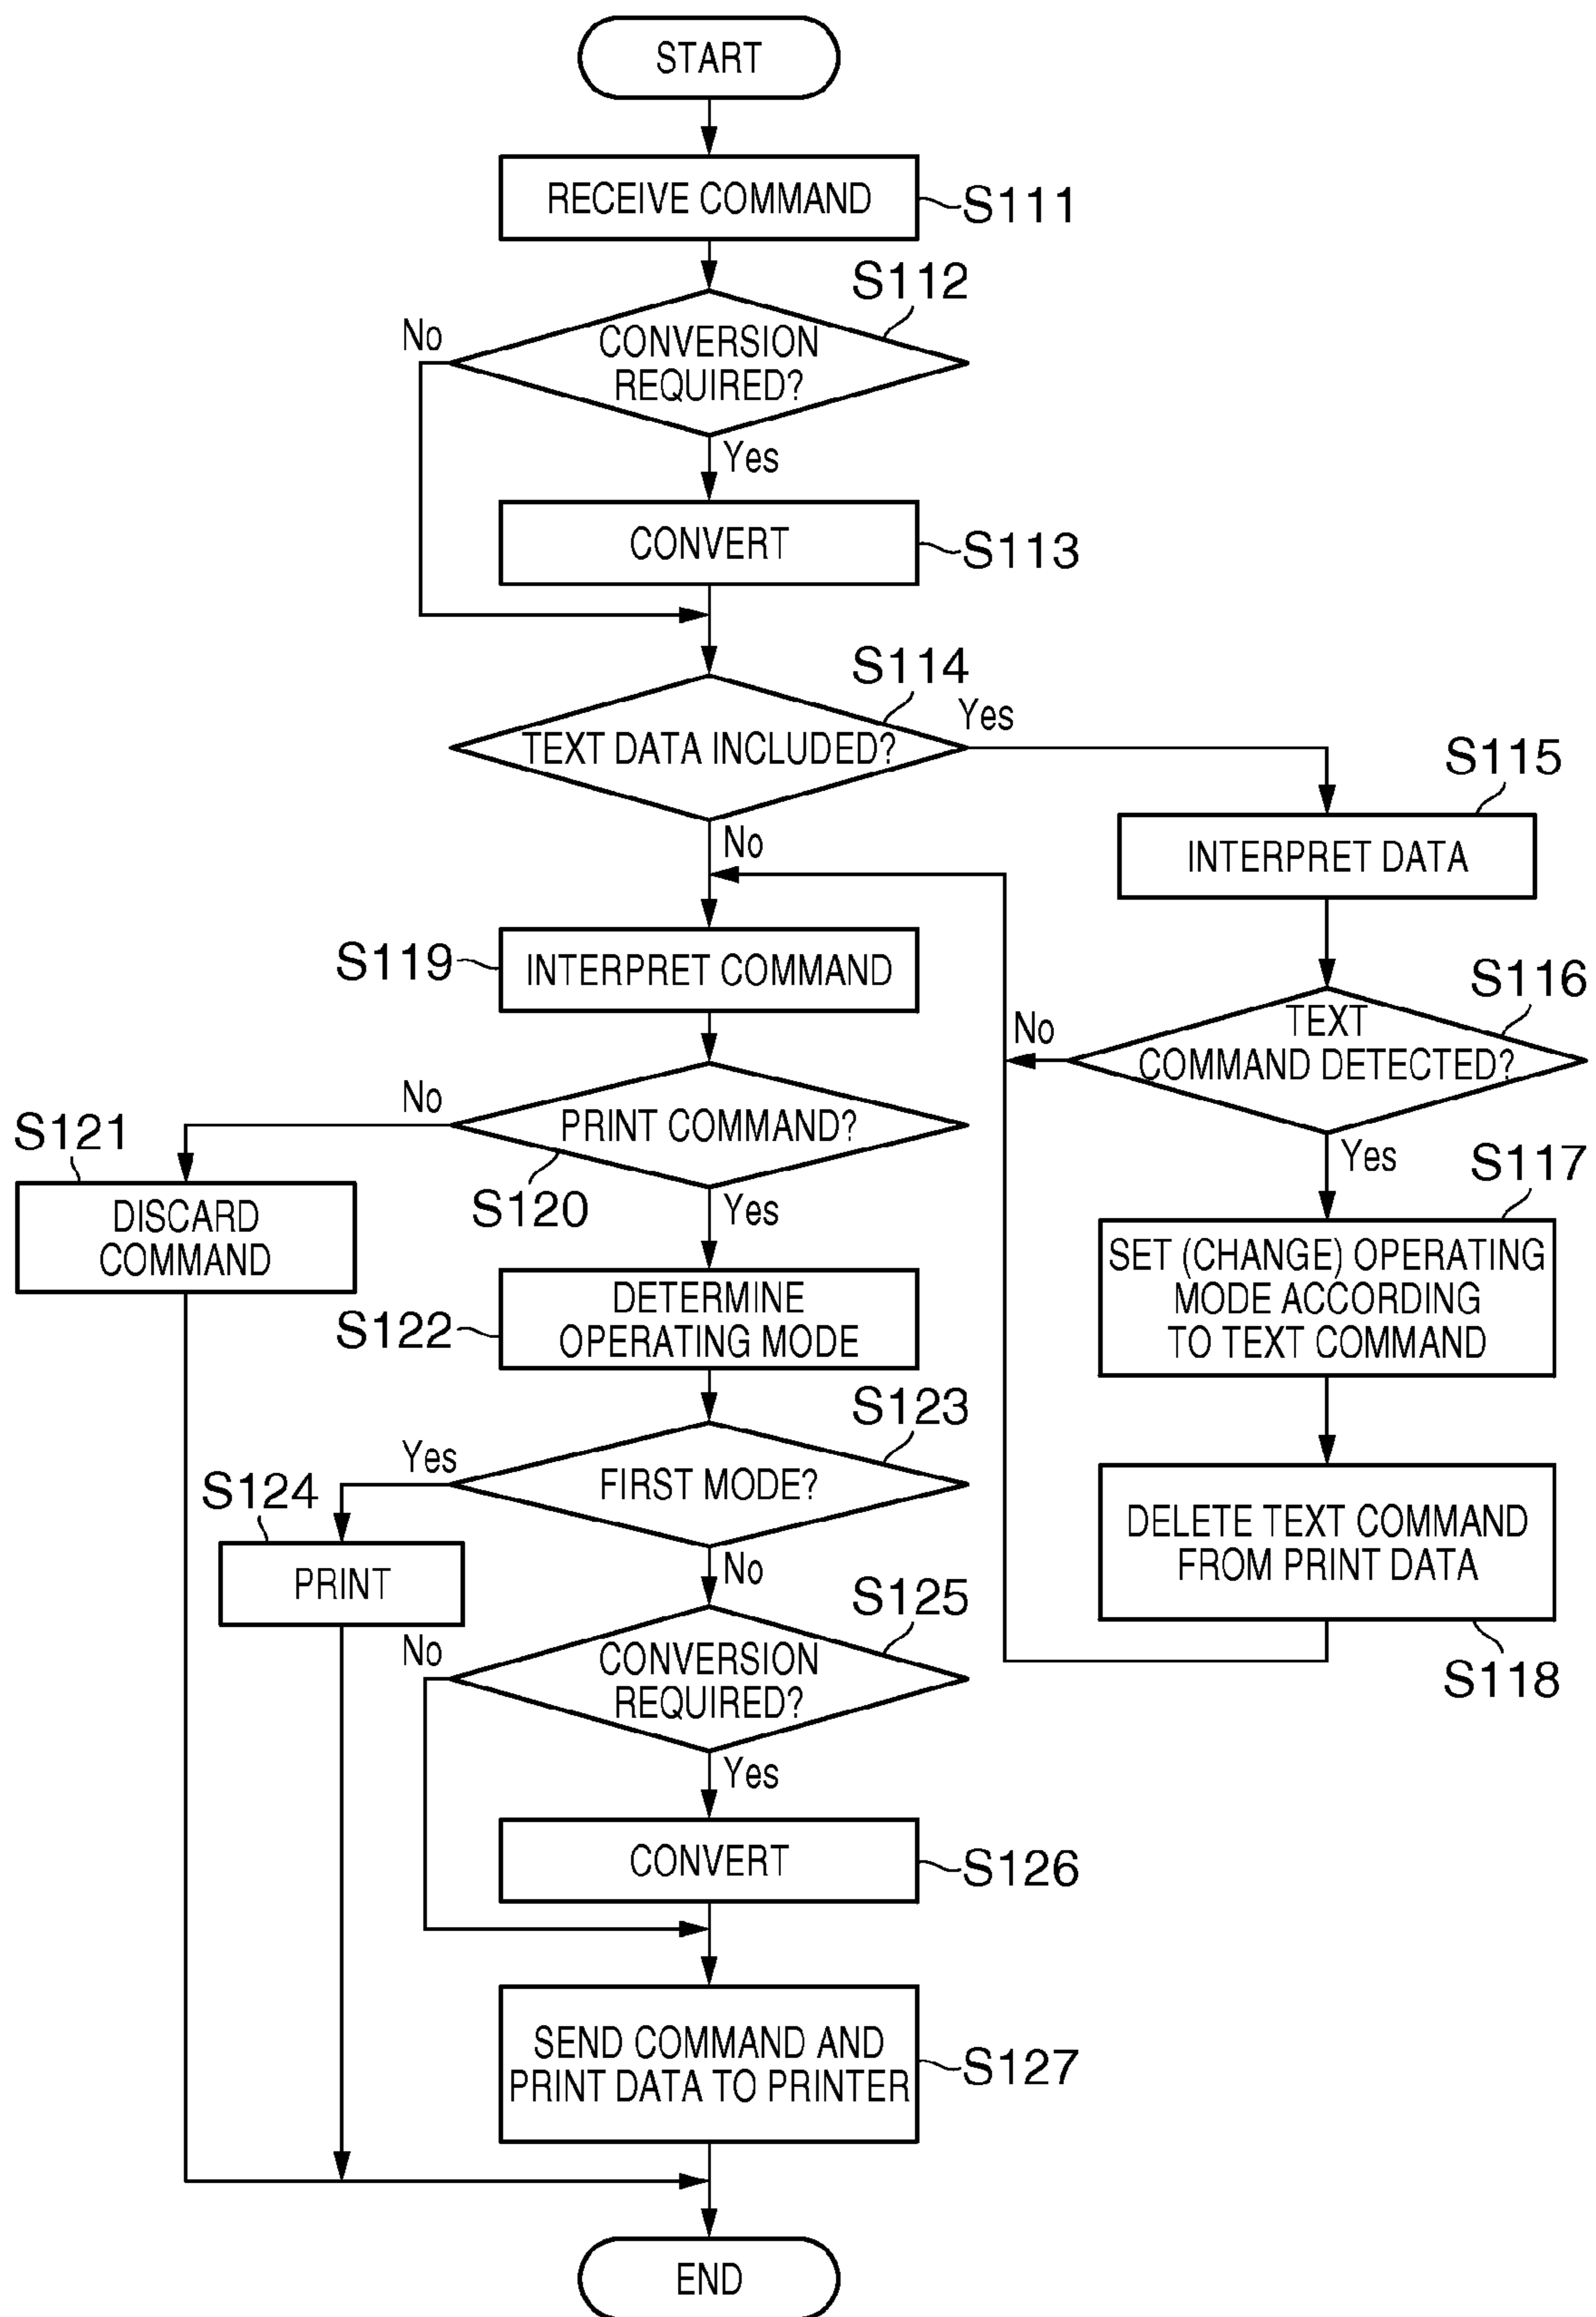 START
RECEIVE COMMAND
S111
S112
No
CONVERSION
REQUIRED?
Yes
CONVERT
S113
S114
Yes
TEXT DATA INCLUDED?
S115
No
INTERPRET DATA
S119
INTERPRET COMMAND
S116
No
TEXT
COMMAND DETECTED?
No
S121
PRINT COMMAND?
Yes
S117
S120
Yes
DISCARD
COMMAND
SET (CHANGE) OPERATING
MODE ACCORDING
TO TEXT COMMAND
S122
DETERMINE
OPERATING MODE
S123
Yes
S124
FIRST MODE?
DELETE TEXT COMMAND
FROM PRINT DATA
PRINT
No
S125
No
CONVERSION
REQUIRED?
S118
Yes
CONVERT
S126
SEND COMMAND AND
PRINT DATA TO PRINTER
S127
END